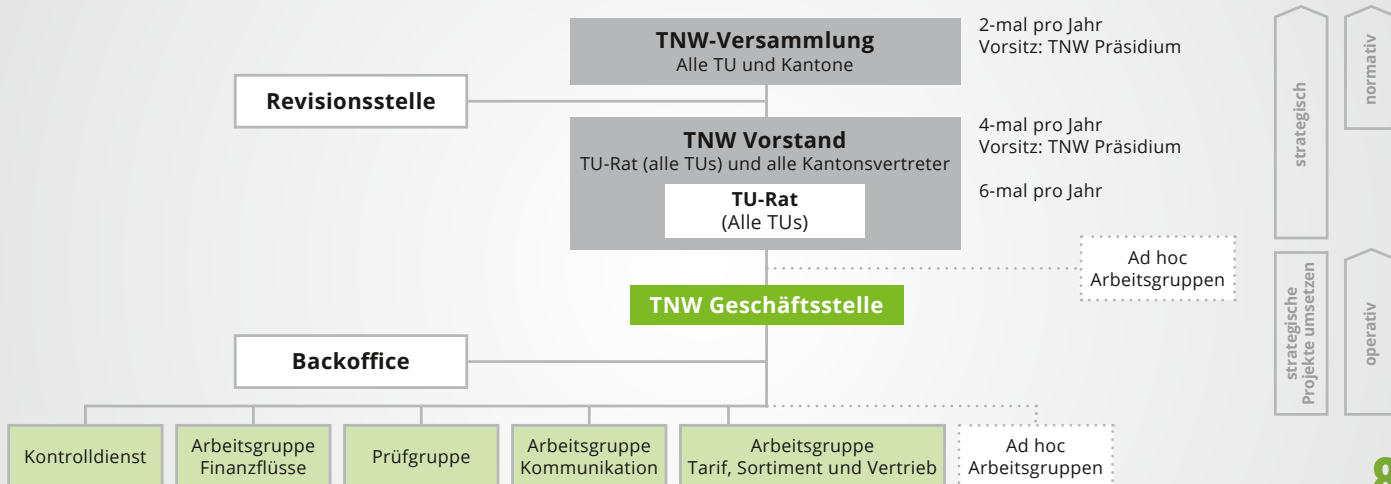 TNW-Versammlung
Alle TU und Kantone
2-mal pro Jahr
Vorsitz: TNW Präsidium
Revisionsstelle
TNW Vorstand
TU-Rat (alle TUs) und alle Kantonsvertreter
TU-Rat
(Alle TUs)
4-mal pro Jahr
Vorsitz: TNW Präsidium
6-mal pro Jahr
Ad hoc
Arbeitsgruppen
TNW Geschäftsstelle
Backoffice
Kontrolldienst
Arbeitsgruppe
Finanzflüsse
Prüfgruppe
Arbeitsgruppe
Kommunikation
Arbeitsgruppe
Tarif, Sortiment und Vertrieb
Ad hoc
Arbeitsgruppen
strategisch
normativ
strategische
Projekte umsetzen
operativ